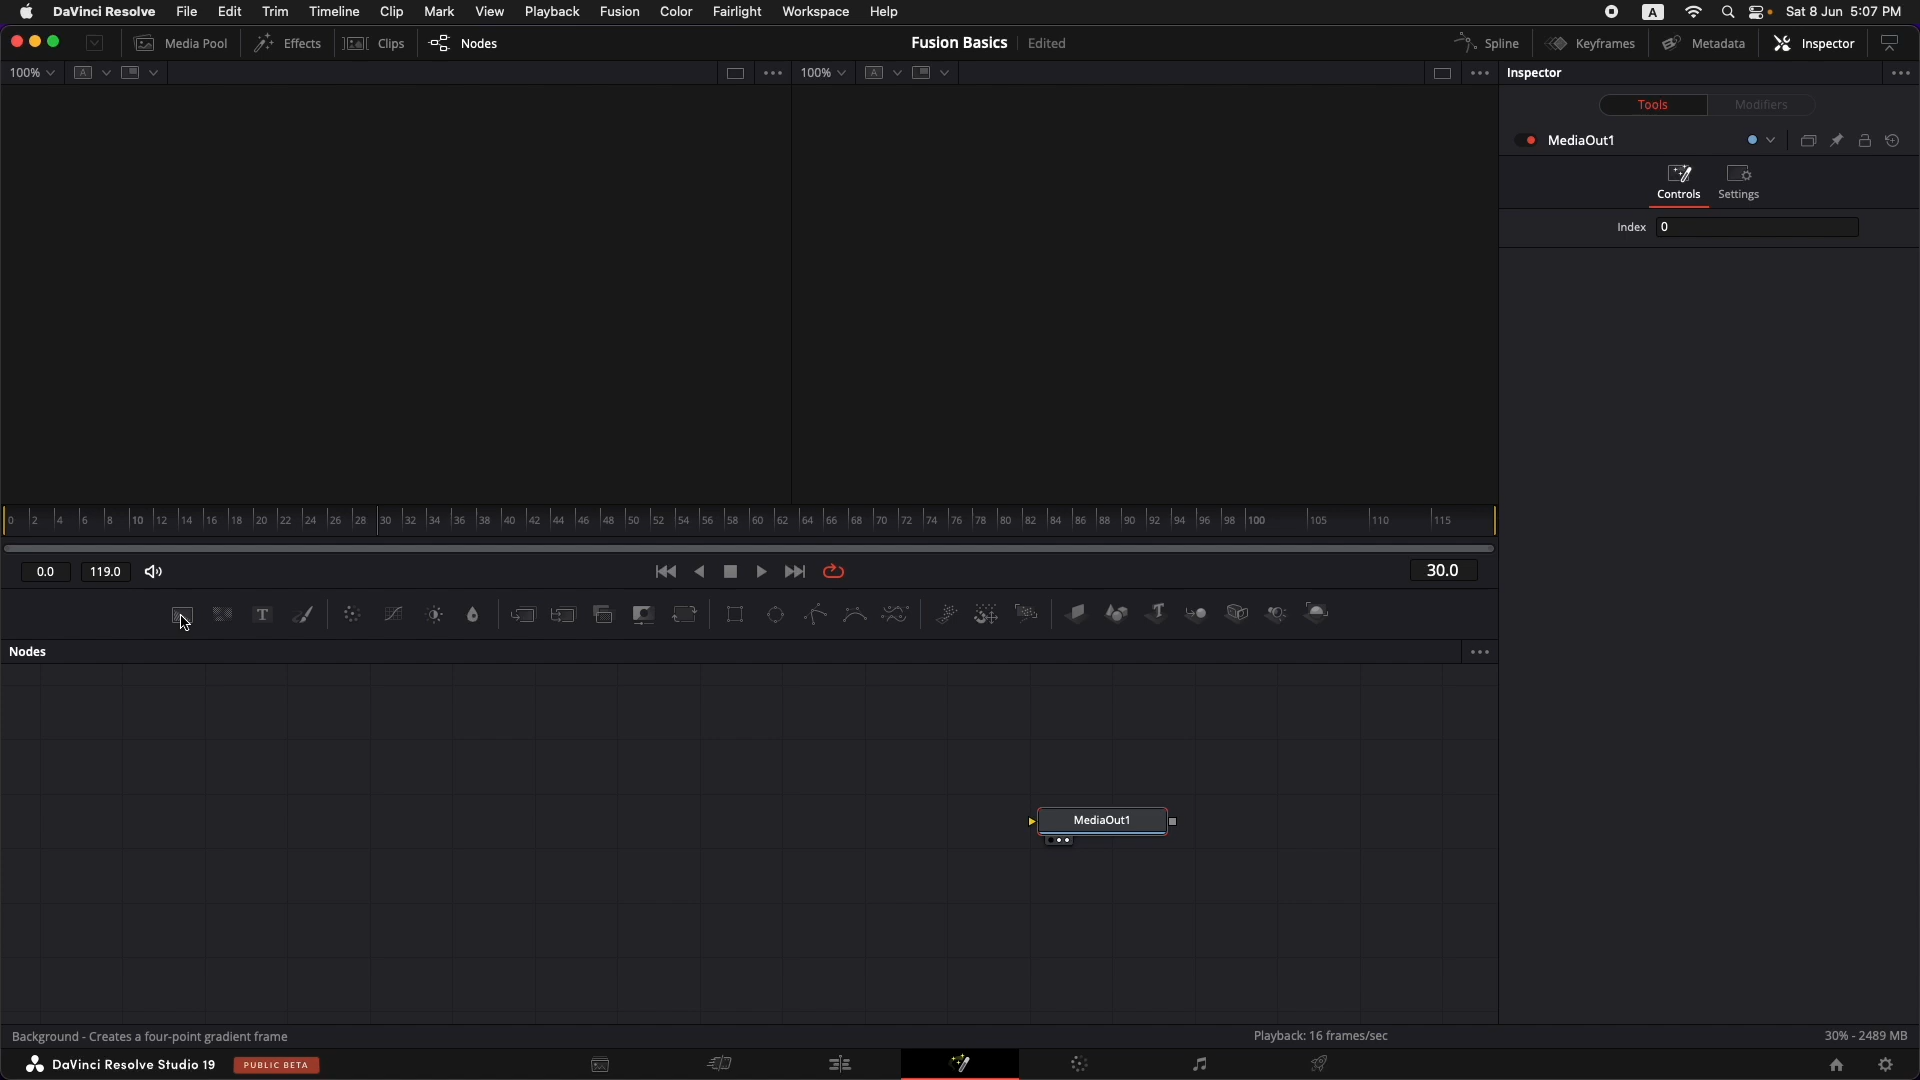 DaVinci Resolve File Edit Trim Timeline Clip Mark View Playback Fusion Color Fairlight Workspace Help A Sat 8 Jun 5:07 PM
Media Pool Effects Clips Nodes Fusion Basics Edited Spline Keyframes Metadata Inspector
100% A 100% A Inspector
Tools Modifiers
MediaOut1
Controls Settings
Index 0
0 2 4 6 8 10 12 14 16 18 20 22 24 26 28 30 32 34 36 38 40 42 44 46 48 50 52 54 56 58 60 62 64 66 68 70 72 74 76 78 80 82 84 86 88 90 92 94 96 98 100 105 110 115
0.0 119.0 30.0
T T
Nodes
MediaOut1
Background - Creates a four-point gradient frame Playback: 16 frames/sec 30% - 2489 MB
DaVinci Resolve Studio 19 PUBLIC BETA